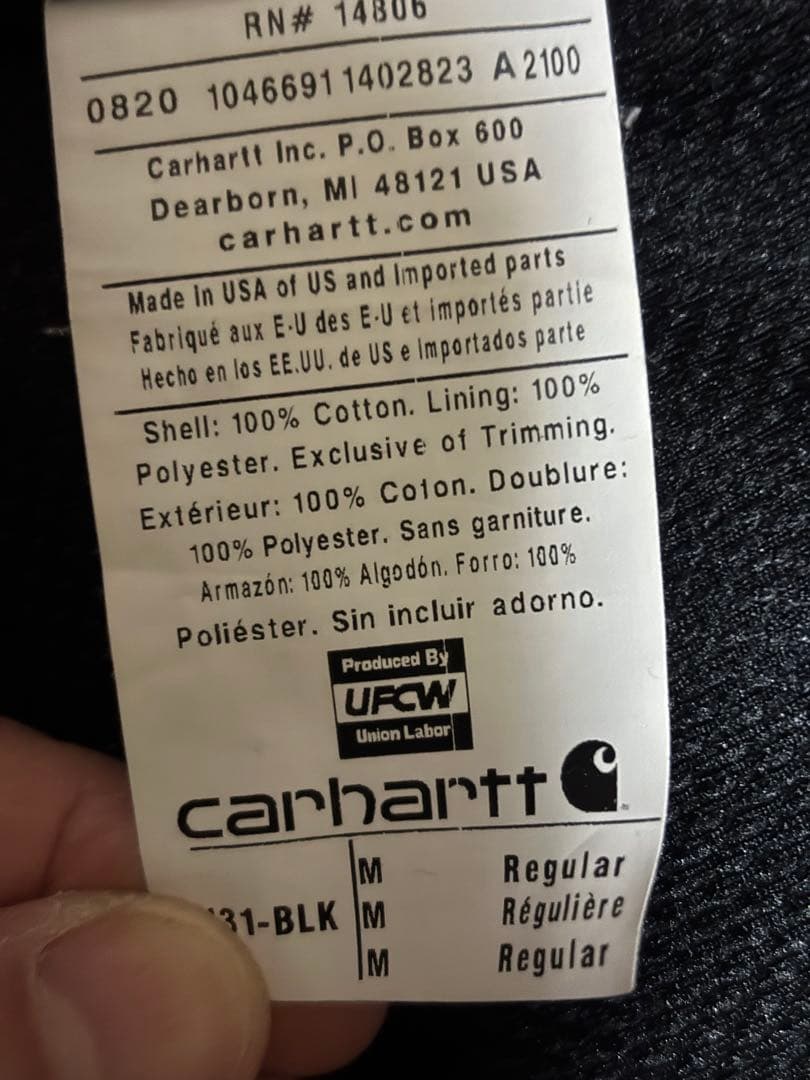 RN# 14806
0820 1046691 1402823 A 2100
Carhartt Inc. P.O. Box 600
Dearborn, MI 48121 USA
carhartt.com
Made in USA of US and Imported parts
Fabriqué aux E-U des E-U et importés partie
Hecho en los EE.UU. de US e Importados parte
Shell: 100% Cotton. Lining: 100%
Polyester. Exclusive of Trimming.
Extérieur: 100% Coton. Doublure:
100% Polyester. Sans garniture.
Armazón: 100% Algodón. Forro: 100%
Poliéster. Sin incluir adorno.
Produced By
UFCW
Union Labor
carhartt
M Regular
31-BLK M Régulière
M Regular